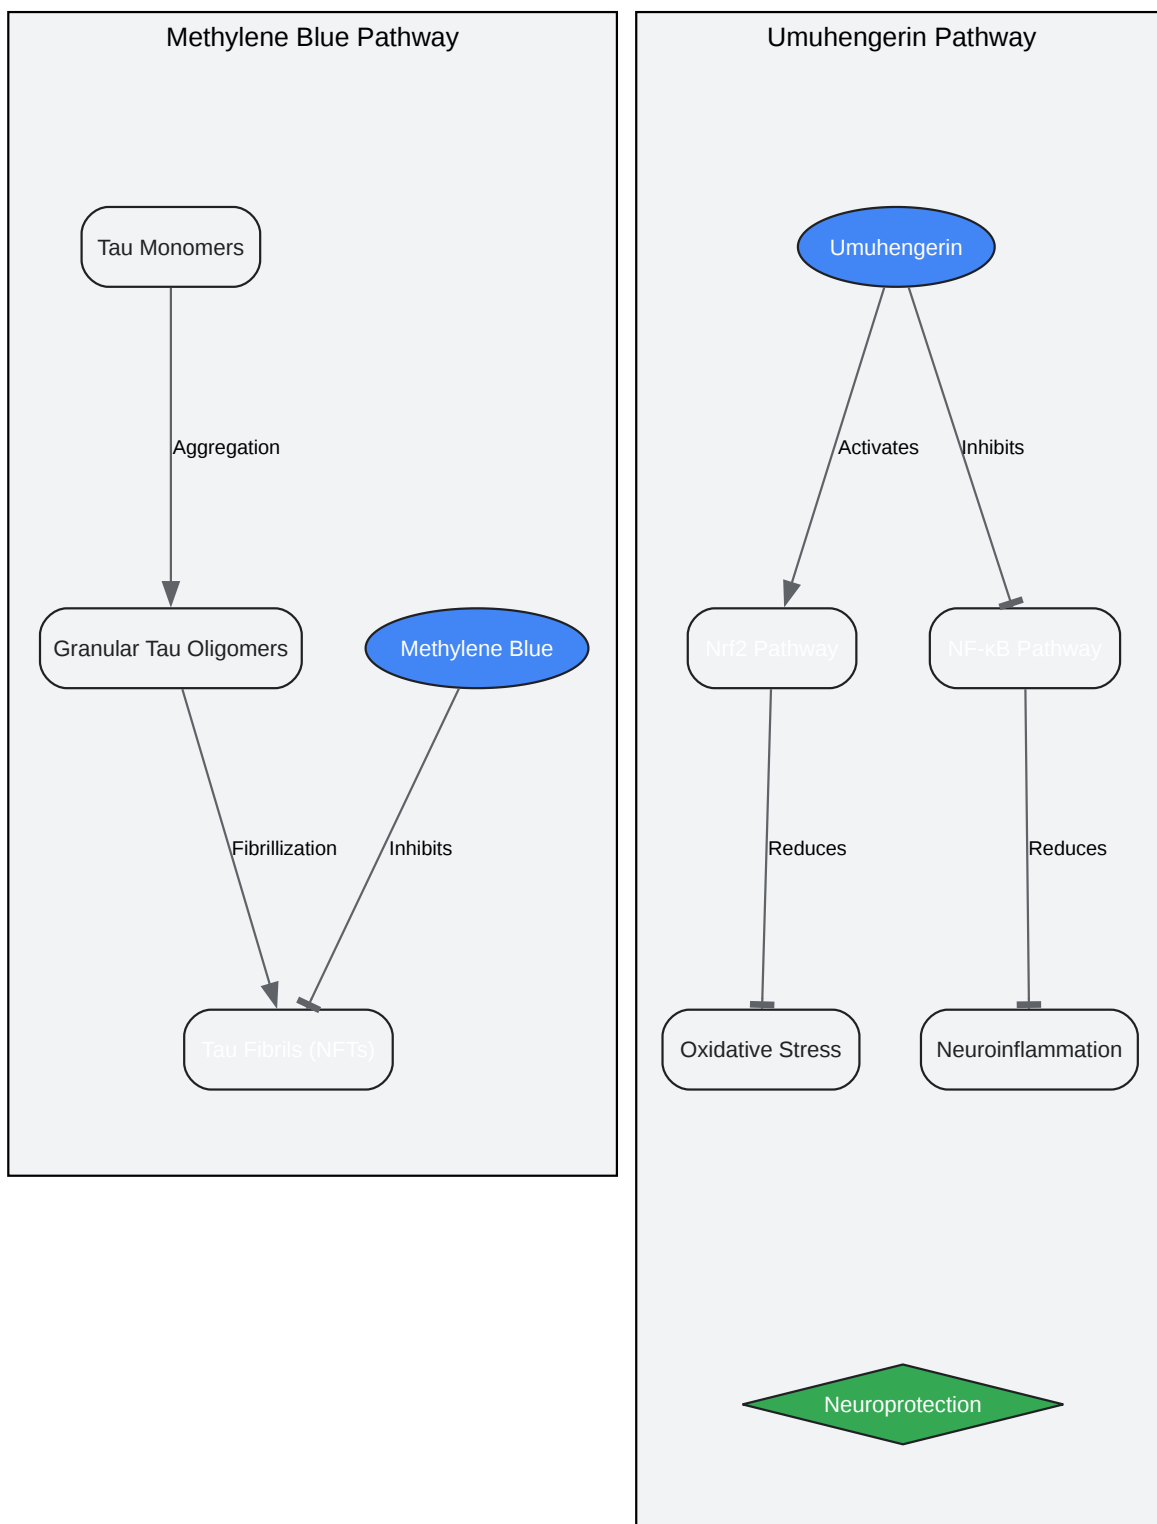 Methylene Blue Pathway
Tau Monomers
Aggregation
Granular Tau Oligomers
Methylene Blue
Fibrillization
Inhibits
Tau Fibrils (NFTs)
Umuhengerin Pathway
Umuhengerin
Activates
Inhibits
Nrf2 Pathway
NF-κB Pathway
Reduces
Reduces
Oxidative Stress
Neuroinflammation
Neuroprotection